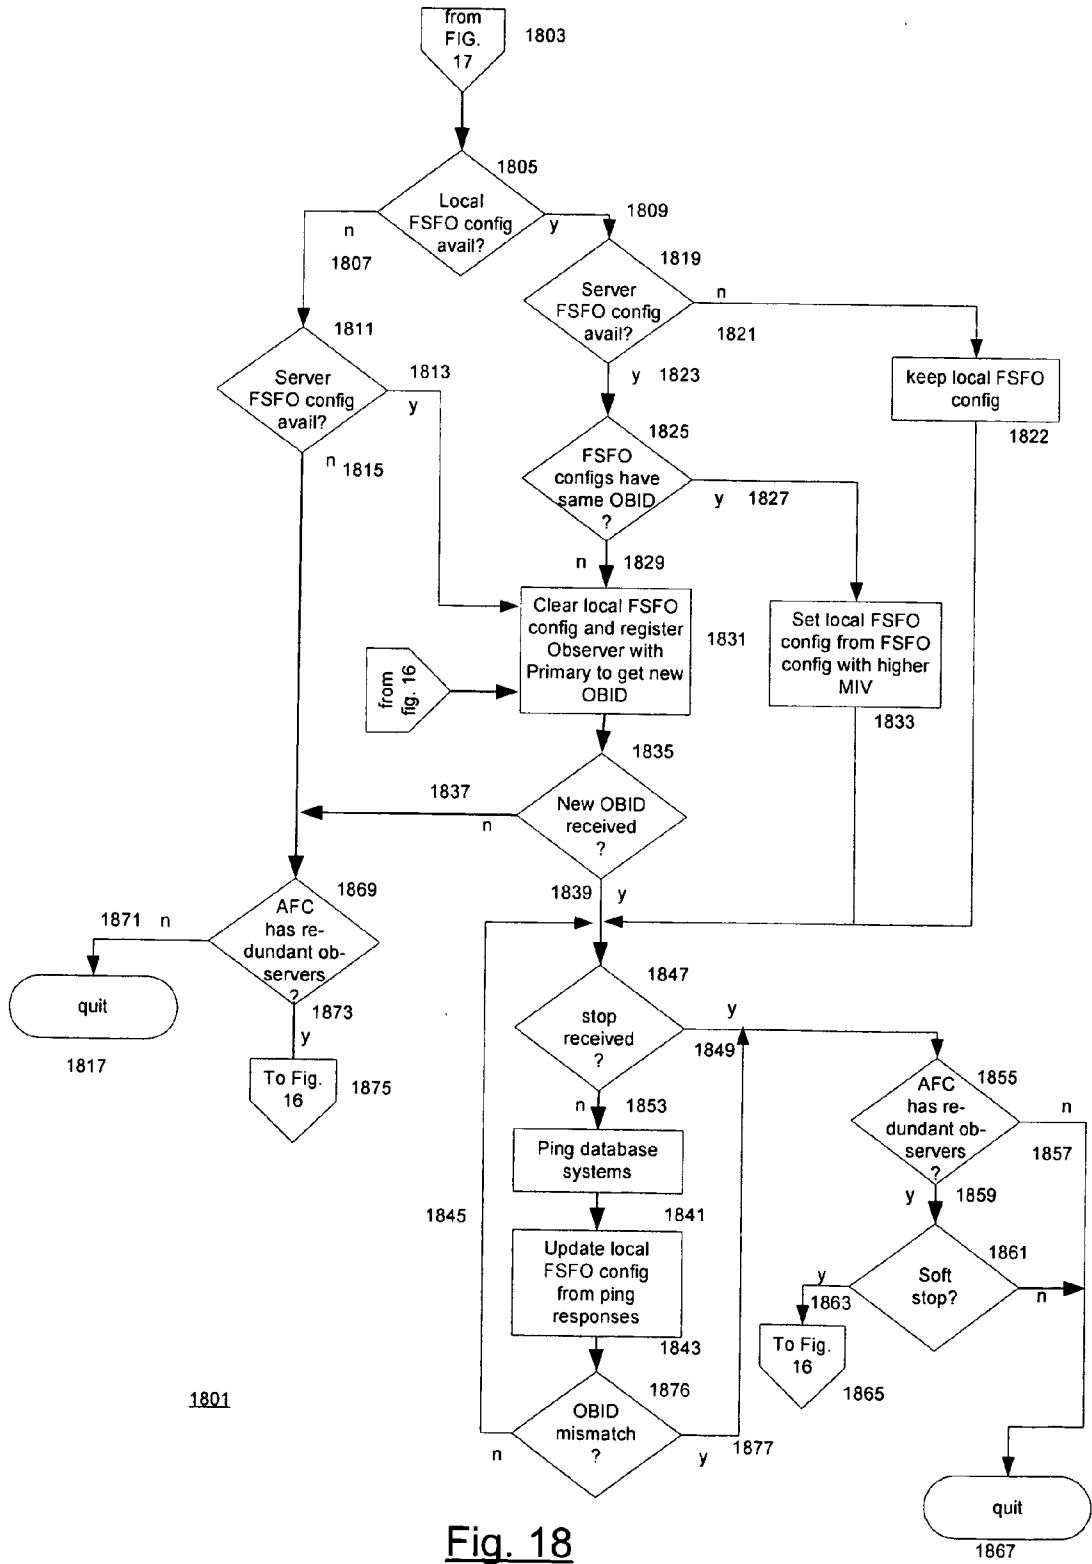 from
FIG.
17
1803
1805
Local
FSFO config
avail?
n
y
1809
1807
1819
Server
FSFO config
avail?
n
1821
y
1823
1811
Server
FSFO config
avail?
1813
y
n
1815
keep local FSFO
config
1822
1825
FSFO
configs have
same OBID
?
y
1827
n
1829
Clear local FSFO
config and register
Observer with
Primary to get new
OBID
1831
Set local FSFO
config from FSFO
config with higher
MIV
1833
from
fig. 16
1835
New OBID
received
?
1837
n
1839
y
1869
AFC
has re-
dundant ob-
servers
?
1871
n
quit
1817
1873
y
To Fig.
16
1875
1847
stop
received
?
y
1849
n
1853
Ping database
systems
1841
1845
Update local
FSFO config
from ping
responses
1843
1876
OBID
mismatch
?
n
y
1877
1855
AFC
has re-
dundant ob-
servers
?
n
1857
y
1859
1861
Soft
stop?
y
1863
n
To Fig.
16
1865
quit
1867
1801
Fig. 18